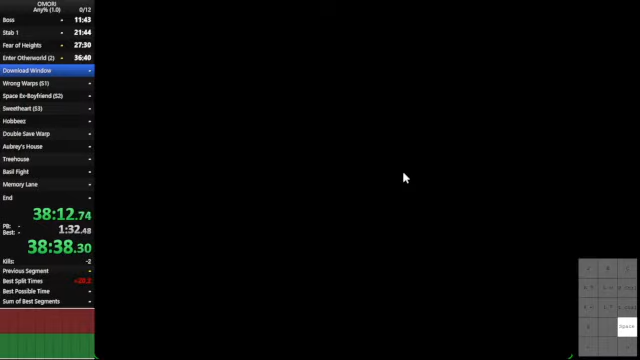 OMORI
Any% (1.0) 0/12
Boss 11:43
Stab 1 21:44
Fear of Heights 27:30
Enter Otherworld (2) 36:40
Download Window -
Wrong Warps (S1) -
Space Ex-Boyfriend (S2) -
Sweetheart (S3) -
Hobbeez -
Double Save Warp -
Aubrey's House -
Treehouse -
Basil Fight -
Memory Lane -
End -
38:12.74
PB: -
Best: - 1:32.48
38:38.30
Kills: -2
Previous Segment -
Best Split Times
Best Possible Time -
Sum of Best Segments -
Space